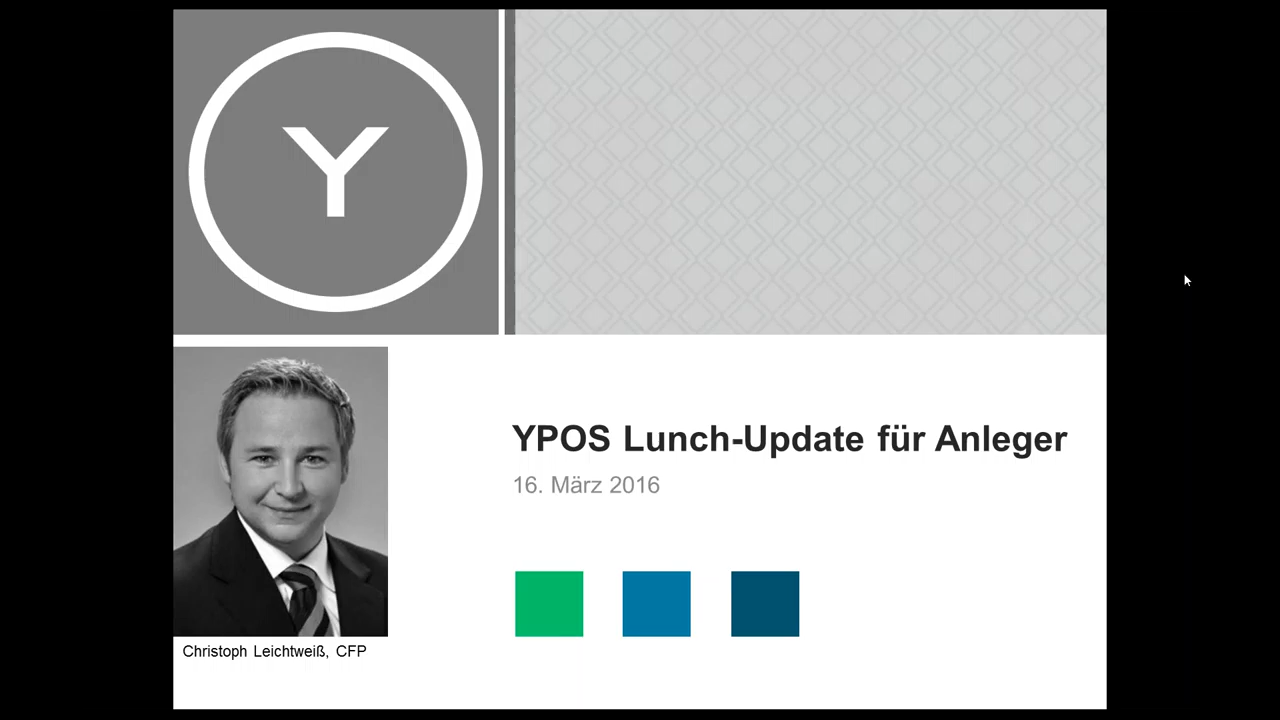 Y
YPOS Lunch-Update für Anleger
16. März 2016
Christoph Leichtweiß, CFP